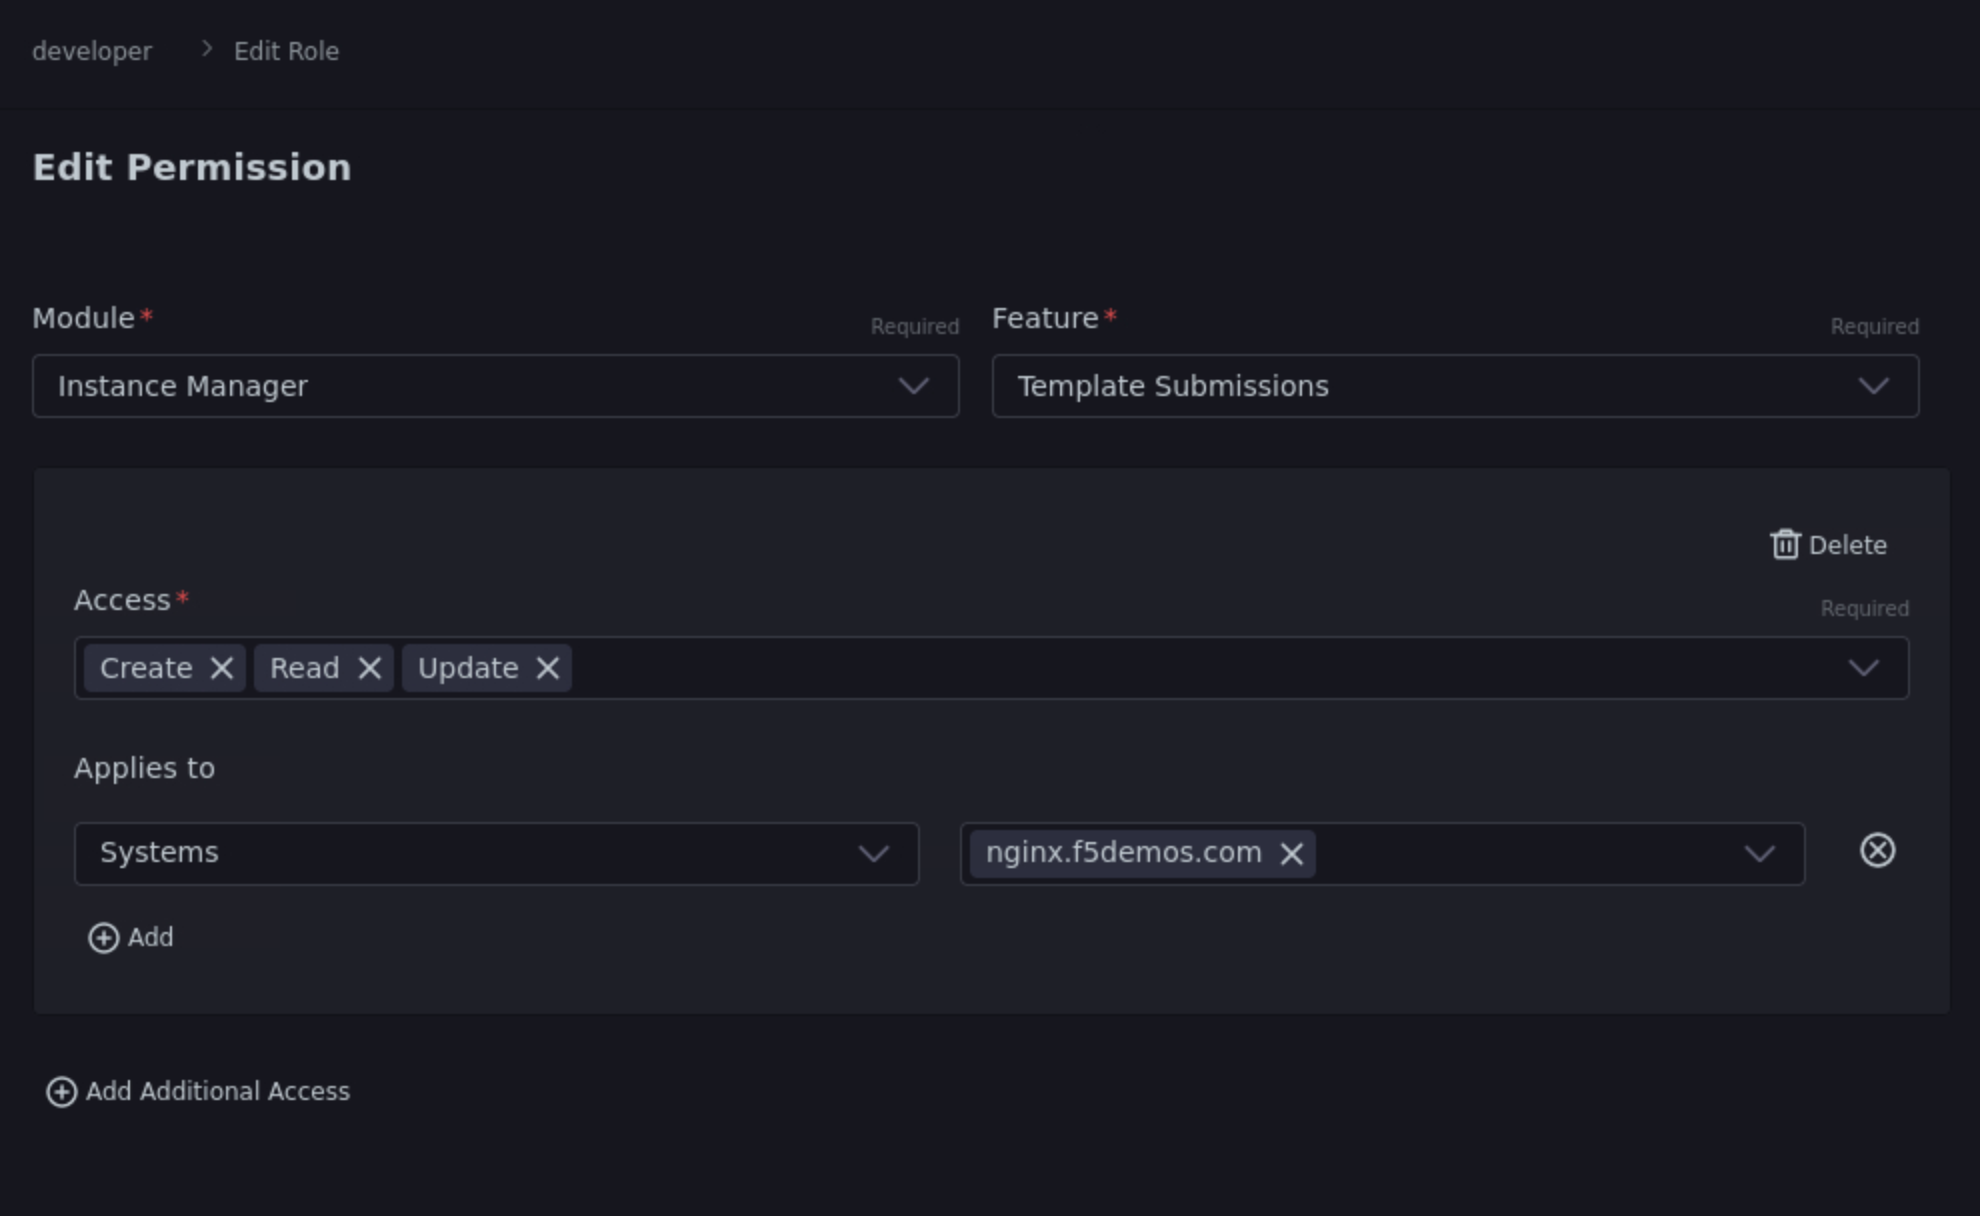 developer > Edit Role
Edit Permission
Module* Required Feature* Required
Instance Manager Template Submissions
Delete
Access* Required
Create Read Update
Applies to
Systems nginx.f5demos.com
Add
Add Additional Access